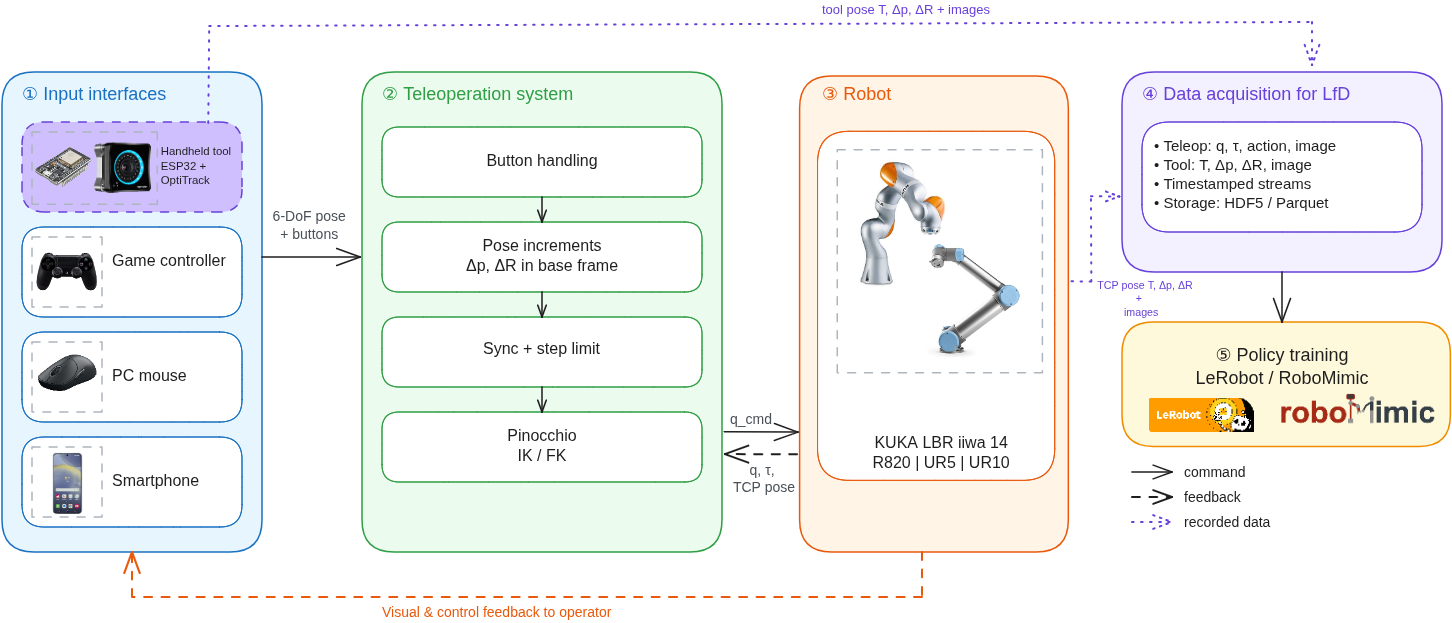 tool pose T, Δp, ΔR + images
① Input interfaces
Handheld tool
ESP32 +
OptiTrack
Game controller
PC mouse
Smartphone
6-DoF pose
+ buttons
② Teleoperation system
Button handling
Pose increments
Δp, ΔR in base frame
Sync + step limit
Pinocchio
IK / FK
q_cmd
q, τ,
TCP pose
③ Robot
KUKA LBR iiwa 14
R820 | UR5 | UR10
Visual & control feedback to operator
④ Data acquisition for LfD
• Teleop: q, τ, action, image
• Tool: T, Δp, ΔR, image
• Timestamped streams
• Storage: HDF5 / Parquet
TCP pose T, Δp, ΔR
+
images
⑤ Policy training
LeRobot / RoboMimic
LeRobot
roboMimic
command
feedback
recorded data